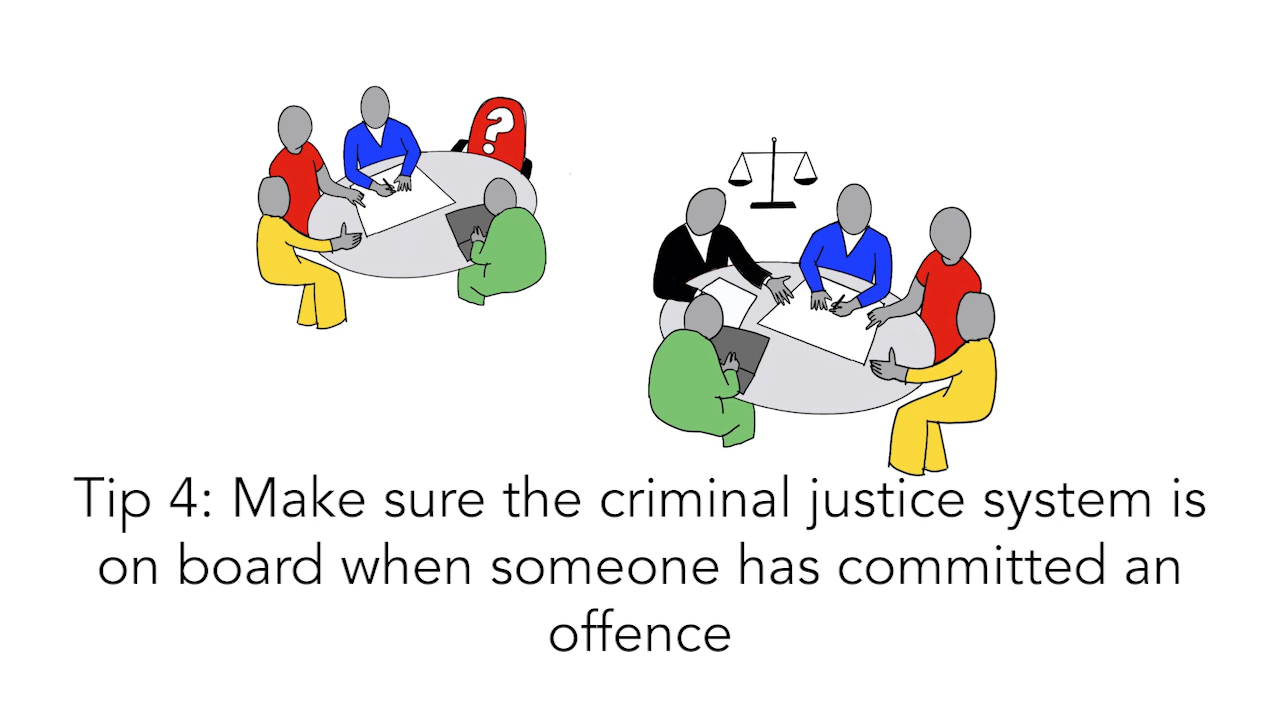 ?
Tip 4: Make sure the criminal justice system is
on board when someone has committed an
offence